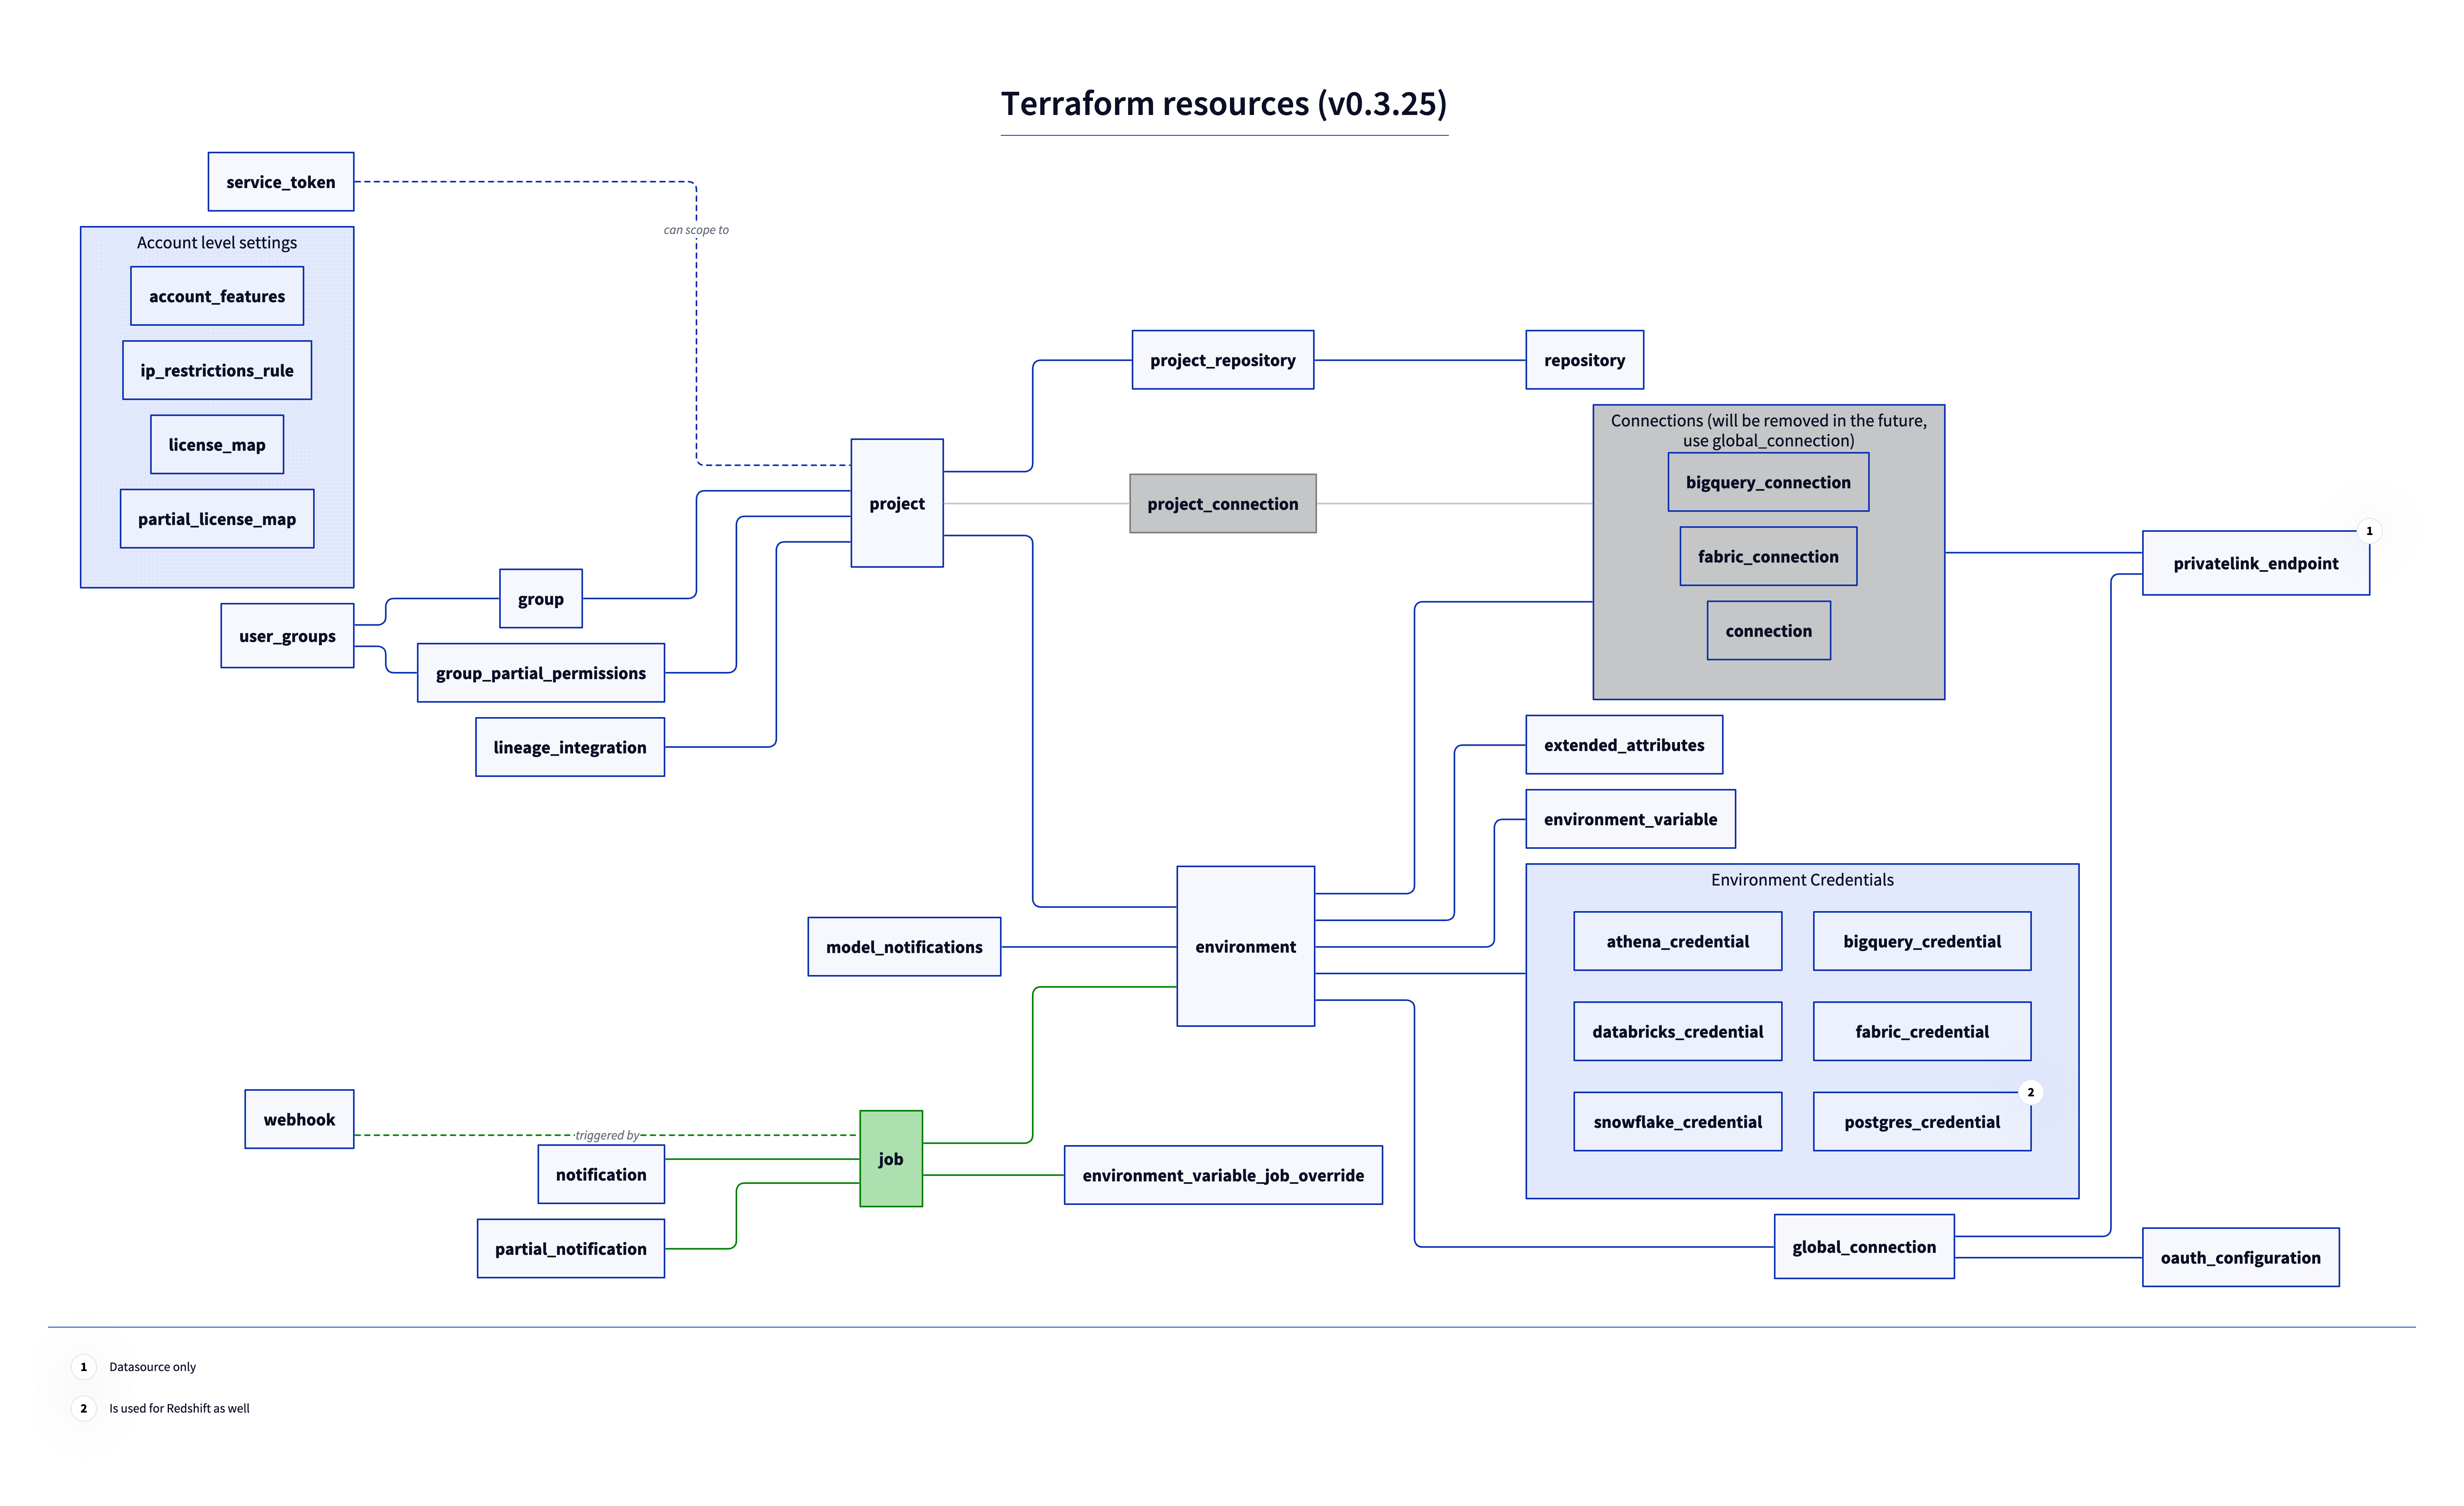 Terraform resources (v0.3.25)
service_token
can scope to
Account level settings
account_features
ip_restrictions_rule
license_map
partial_license_map
user_groups
group
group_partial_permissions
lineage_integration
project
project_repository
repository
project_connection
Connections (will be removed in the future,
use global_connection)
bigquery_connection
fabric_connection
connection
1
privatelink_endpoint
extended_attributes
environment_variable
model_notifications
environment
Environment Credentials
athena_credential
bigquery_credential
databricks_credential
fabric_credential
snowflake_credential
2
postgres_credential
webhook
triggered by
notification
partial_notification
job
environment_variable_job_override
global_connection
oauth_configuration
1 Datasource only
2 Is used for Redshift as well